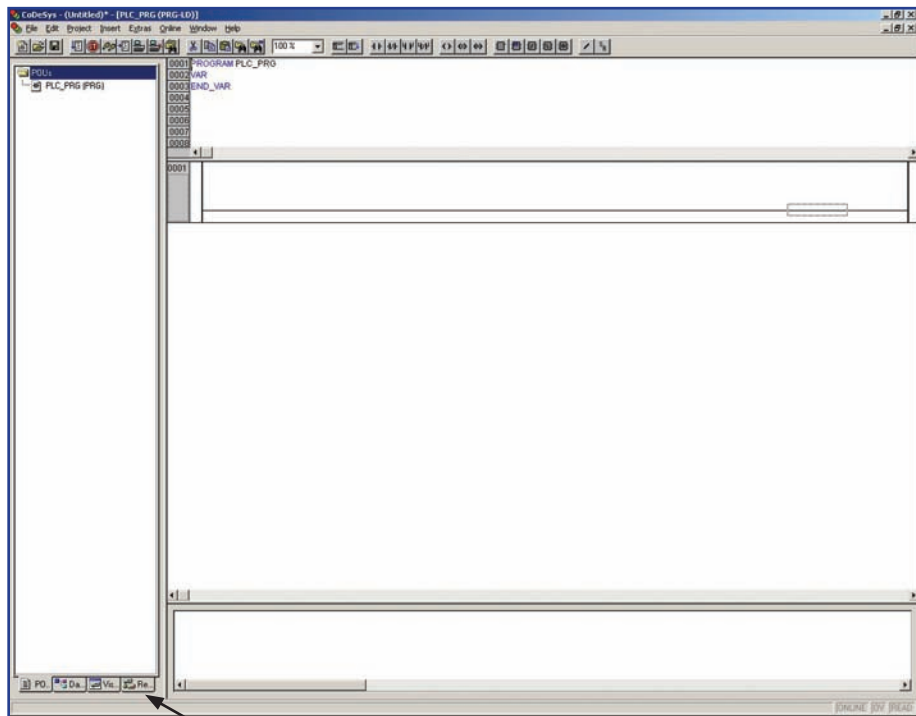 CoDeSys - (Untitled)* - [PLC_PRG (PRG-LD)]
File Edit Project Insert Extras Online Window Help
100 %
POUs
PLC_PRG (PRG)
0001 PROGRAM PLC_PRG
0002 VAR
0003 END_VAR
0004
0005
0006
0007
0008
0001
PO.. Da.. Vis.. Re..
ONLINE OV READ